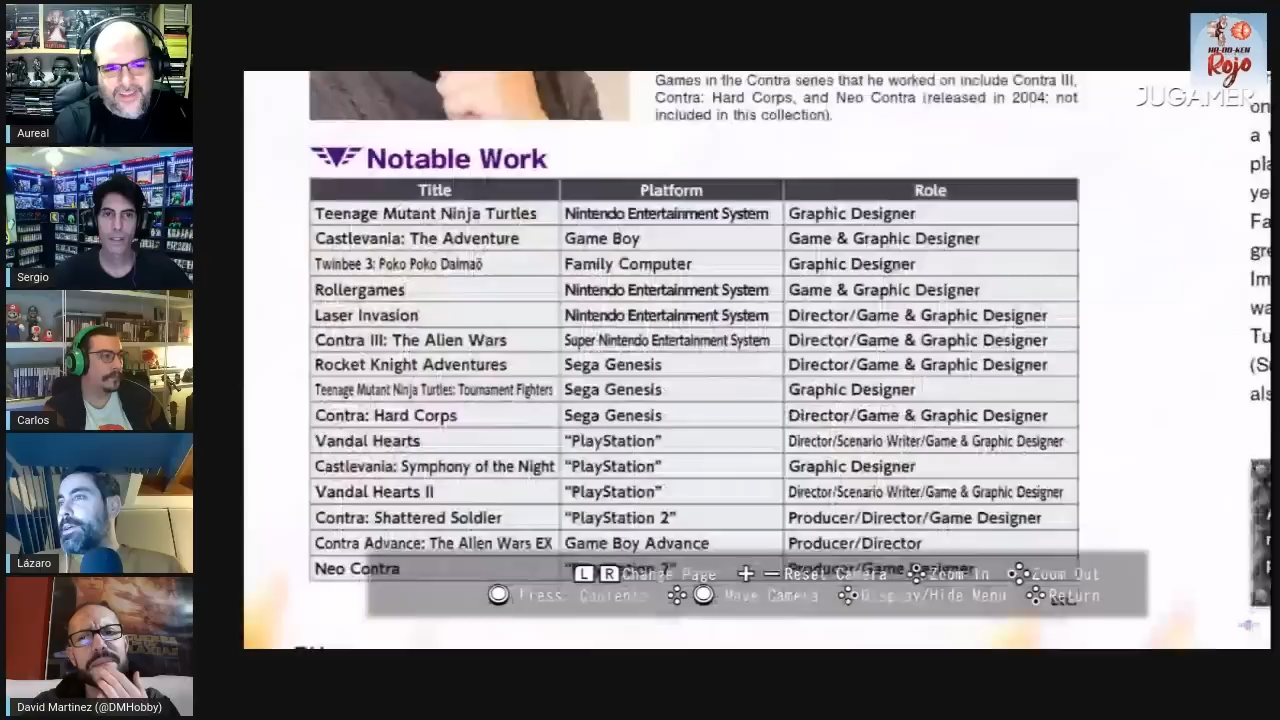 Aureal
Sergio
Carlos
Lázaro
David Martinez (@DMHobby)
HA-DO-KEN
Rojo
JUGAMER
Games in the Contra series that he worked on include Contra III,
Contra: Hard Corps, and Neo Contra (released in 2004; not
included in this collection).
Notable Work
Title Platform Role
Teenage Mutant Ninja Turtles Nintendo Entertainment System Graphic Designer
Castlevania: The Adventure Game Boy Game & Graphic Designer
Twinbee 3: Poko Poko Daimaō Family Computer Graphic Designer
Rollergames Nintendo Entertainment System Game & Graphic Designer
Laser Invasion Nintendo Entertainment System Director/Game & Graphic Designer
Contra III: The Alien Wars Super Nintendo Entertainment System Director/Game & Graphic Designer
Rocket Knight Adventures Sega Genesis Director/Game & Graphic Designer
Teenage Mutant Ninja Turtles: Tournament Fighters Sega Genesis Graphic Designer
Contra: Hard Corps Sega Genesis Director/Game & Graphic Designer
Vandal Hearts “PlayStation” Director/Scenario Writer/Game & Graphic Designer
Castlevania: Symphony of the Night “PlayStation” Graphic Designer
Vandal Hearts II “PlayStation” Director/Scenario Writer/Game & Graphic Designer
Contra: Shattered Soldier “PlayStation 2” Producer/Director/Game Designer
Contra Advance: The Alien Wars EX Game Boy Advance Producer/Director
Neo Contra Producer/Game Designer
L R Change Page + − Reset Camera Zoom In Zoom Out
Press: Contents Move Camera Display/Hide Menu Return